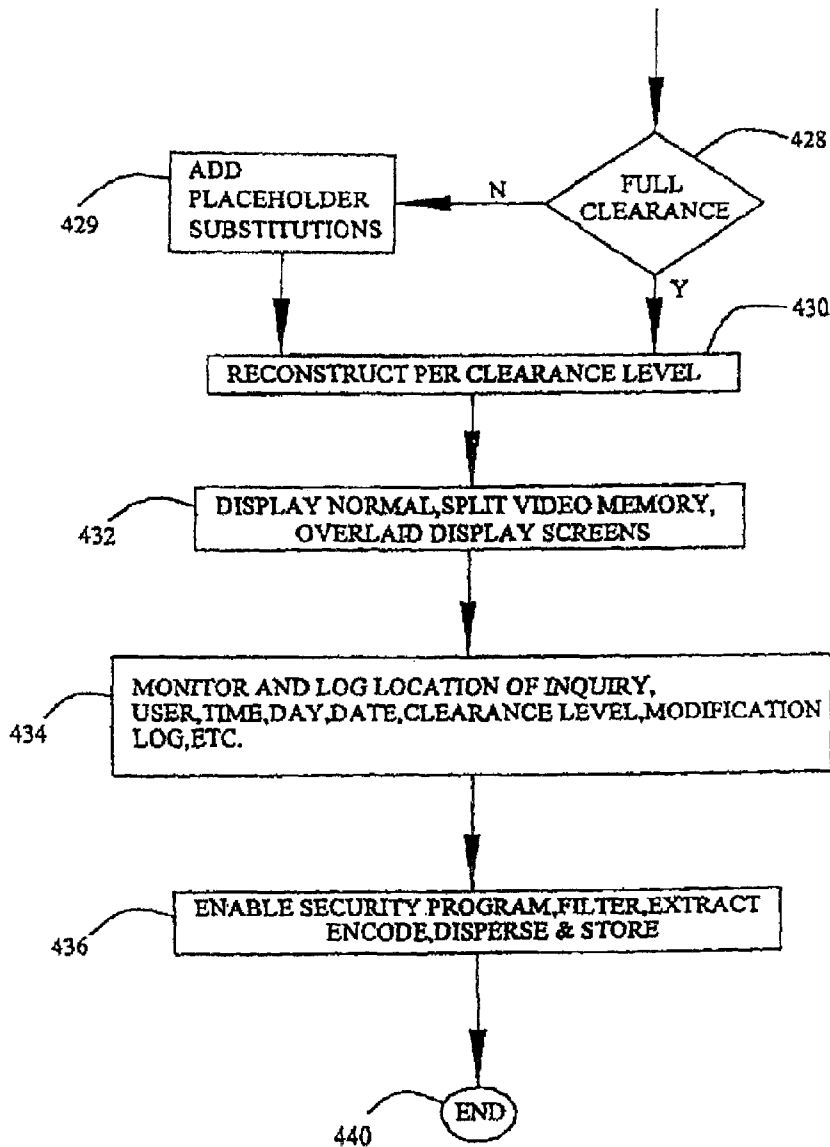 428
FULL
CLEARANCE
N
Y
ADD
PLACEHOLDER
SUBSTITUTIONS
429
430
RECONSTRUCT PER CLEARANCE LEVEL
DISPLAY NORMAL,SPLIT VIDEO MEMORY,
OVERLAID DISPLAY SCREENS
432
MONITOR AND LOG LOCATION OF INQUIRY,
USER,TIME,DAY,DATE,CLEARANCE LEVEL,MODIFICATION
LOG,ETC.
434
ENABLE SECURITY PROGRAM,FILTER,EXTRACT
ENCODE,DISPERSE & STORE
436
END
440